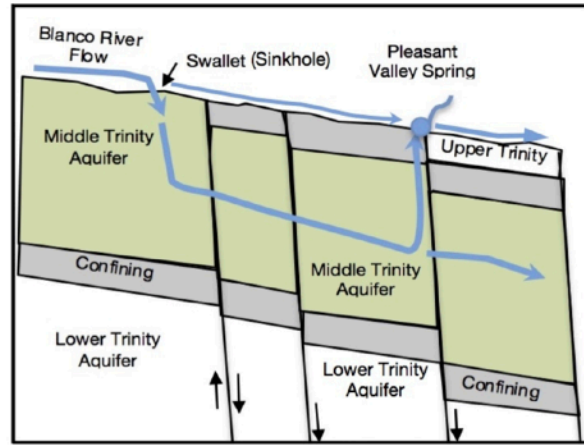 Blanco River
Flow
Swallet (Sinkhole)
Pleasant
Valley Spring
Middle Trinity
Aquifer
Upper Trinity
Confining
Middle Trinity
Aquifer
Lower Trinity
Aquifer
Lower Trinity
Aquifer
Confining